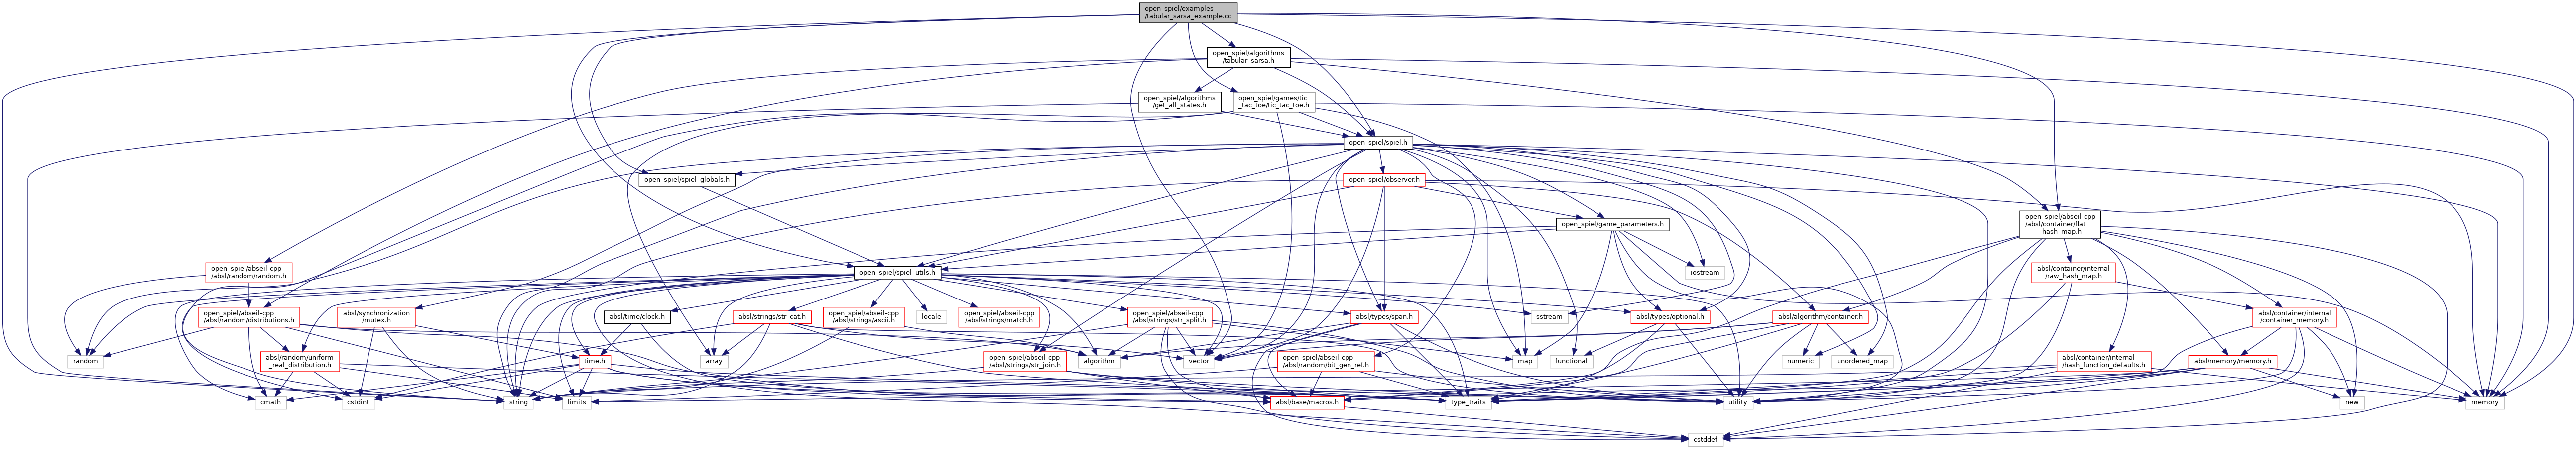 open_spiel/examples
/tabular_sarsa_example.cc
open_spiel/algorithms
/tabular_sarsa.h
open_spiel/algorithms
/get_all_states.h
open_spiel/games/tic
_tac_toe/tic_tac_toe.h
open_spiel/spiel.h
open_spiel/spiel_globals.h
open_spiel/observer.h
open_spiel/game_parameters.h
open_spiel/abseil-cpp
/absl/container/flat
_hash_map.h
open_spiel/abseil-cpp
/absl/random/random.h
open_spiel/spiel_utils.h
iostream
absl/container/internal
/raw_hash_map.h
open_spiel/abseil-cpp
/absl/random/distributions.h
absl/synchronization
/mutex.h
absl/time/clock.h
absl/strings/str_cat.h
open_spiel/abseil-cpp
/absl/strings/ascii.h
locale
open_spiel/abseil-cpp
/absl/strings/match.h
open_spiel/abseil-cpp
/absl/strings/str_split.h
absl/types/span.h
sstream
absl/types/optional.h
absl/algorithm/container.h
absl/container/internal
/container_memory.h
random
absl/random/uniform
_real_distribution.h
time.h
array
open_spiel/abseil-cpp
/absl/strings/str_join.h
algorithm
vector
open_spiel/abseil-cpp
/absl/random/bit_gen_ref.h
map
functional
numeric
unordered_map
absl/container/internal
/hash_function_defaults.h
absl/memory/memory.h
cmath
cstdint
string
limits
absl/base/macros.h
type_traits
utility
new
memory
cstddef